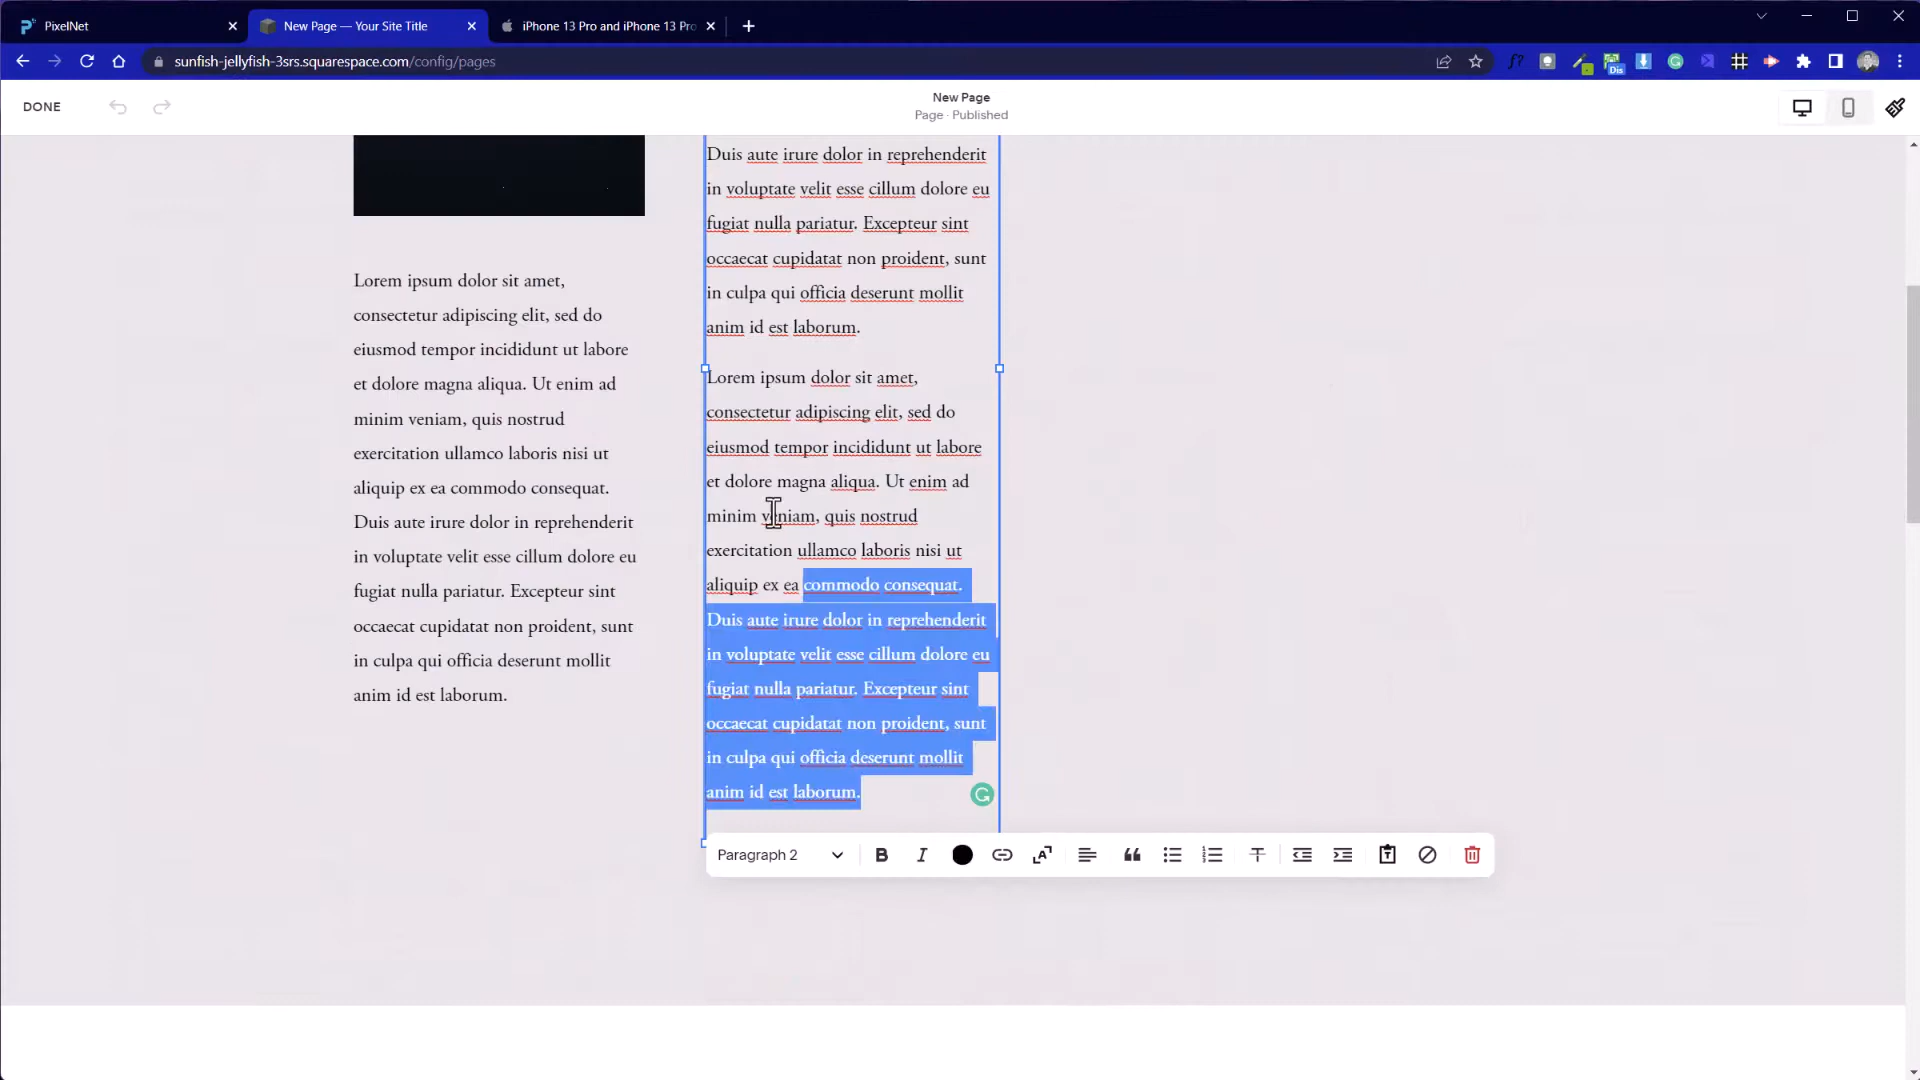 PixelNet
New Page — Your Site Title
iPhone 13 Pro and iPhone 13 Pro
sunfish-jellyfish-3srs.squarespace.com/config/pages
f?
Dis
DONE
New Page
Page · Published
Lorem ipsum dolor sit amet,
consectetur adipiscing elit, sed do
eiusmod tempor incididunt ut labore
et dolore magna aliqua. Ut enim ad
minim veniam, quis nostrud
exercitation ullamco laboris nisi ut
aliquip ex ea commodo consequat.
Duis aute irure dolor in reprehenderit
in voluptate velit esse cillum dolore eu
fugiat nulla pariatur. Excepteur sint
occaecat cupidatat non proident, sunt
in culpa qui officia deserunt mollit
anim id est laborum.
Duis aute irure dolor in reprehenderit
in voluptate velit esse cillum dolore eu
fugiat nulla pariatur. Excepteur sint
occaecat cupidatat non proident, sunt
in culpa qui officia deserunt mollit
anim id est laborum.
Lorem ipsum dolor sit amet,
consectetur adipiscing elit, sed do
eiusmod tempor incididunt ut labore
et dolore magna aliqua. Ut enim ad
minim veniam, quis nostrud
exercitation ullamco laboris nisi ut
aliquip ex ea commodo consequat.
Duis aute irure dolor in reprehenderit
in voluptate velit esse cillum dolore eu
fugiat nulla pariatur. Excepteur sint
occaecat cupidatat non proident, sunt
in culpa qui officia deserunt mollit
anim id est laborum.
Paragraph 2